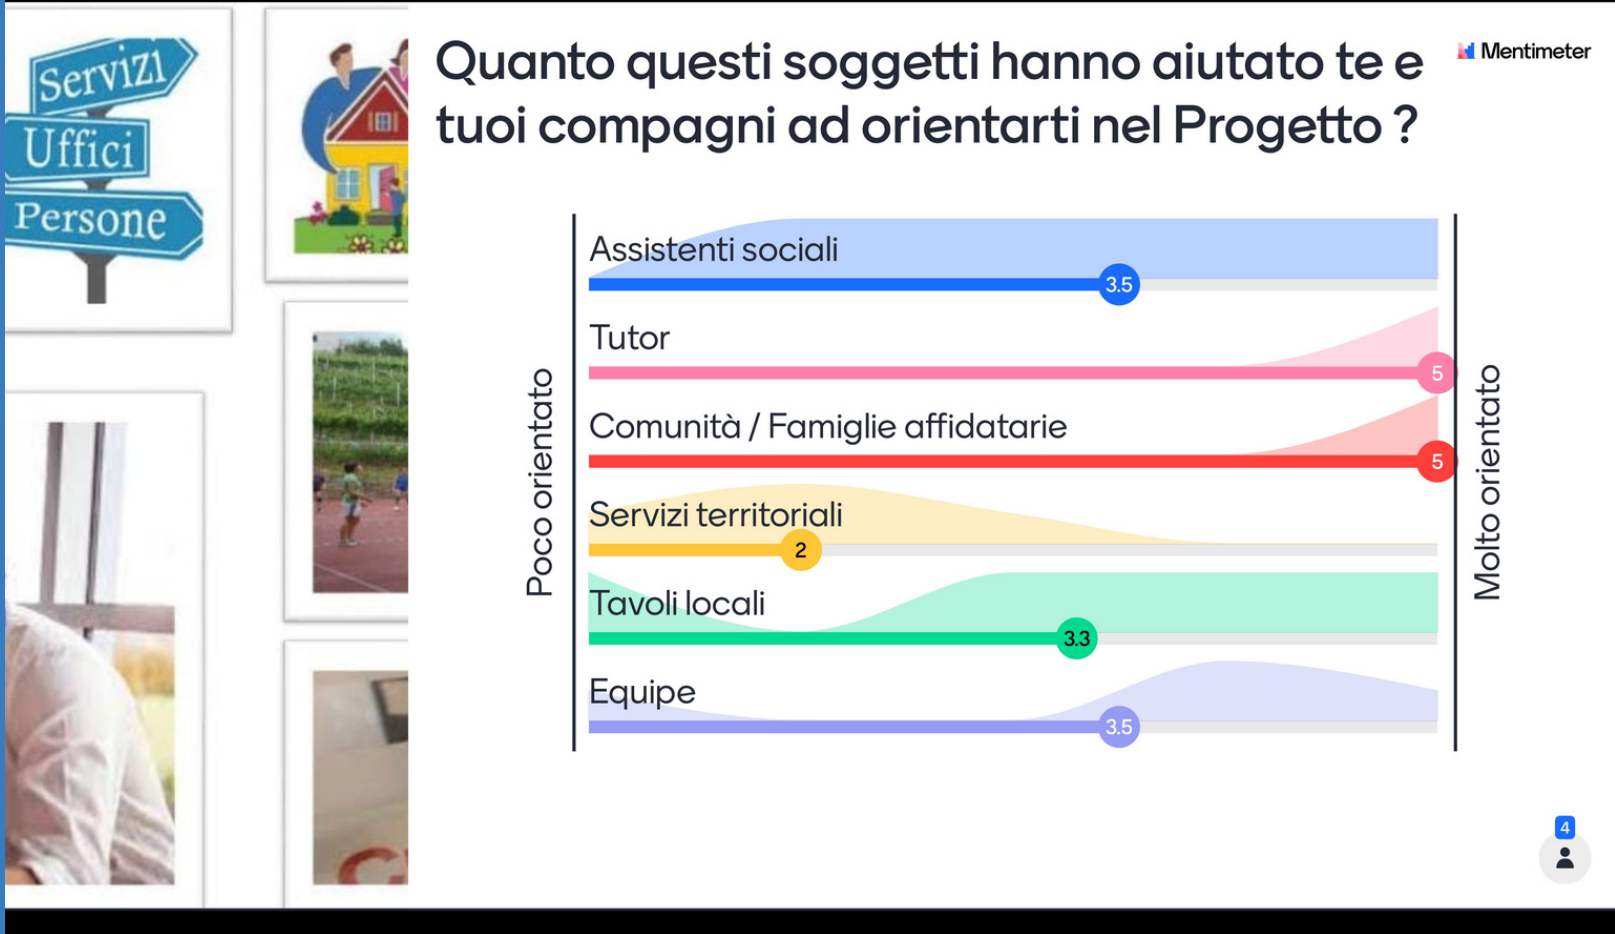 Servizi
Uffici
Persone
Quanto questi soggetti hanno aiutato te e
tuoi compagni ad orientarti nel Progetto ?
Mentimeter
Poco orientato
Assistenti sociali
3.5
Tutor
5
Comunità / Famiglie affidatarie
5
Servizi territoriali
2
Tavoli locali
3.3
Equipe
3.5
Molto orientato
4